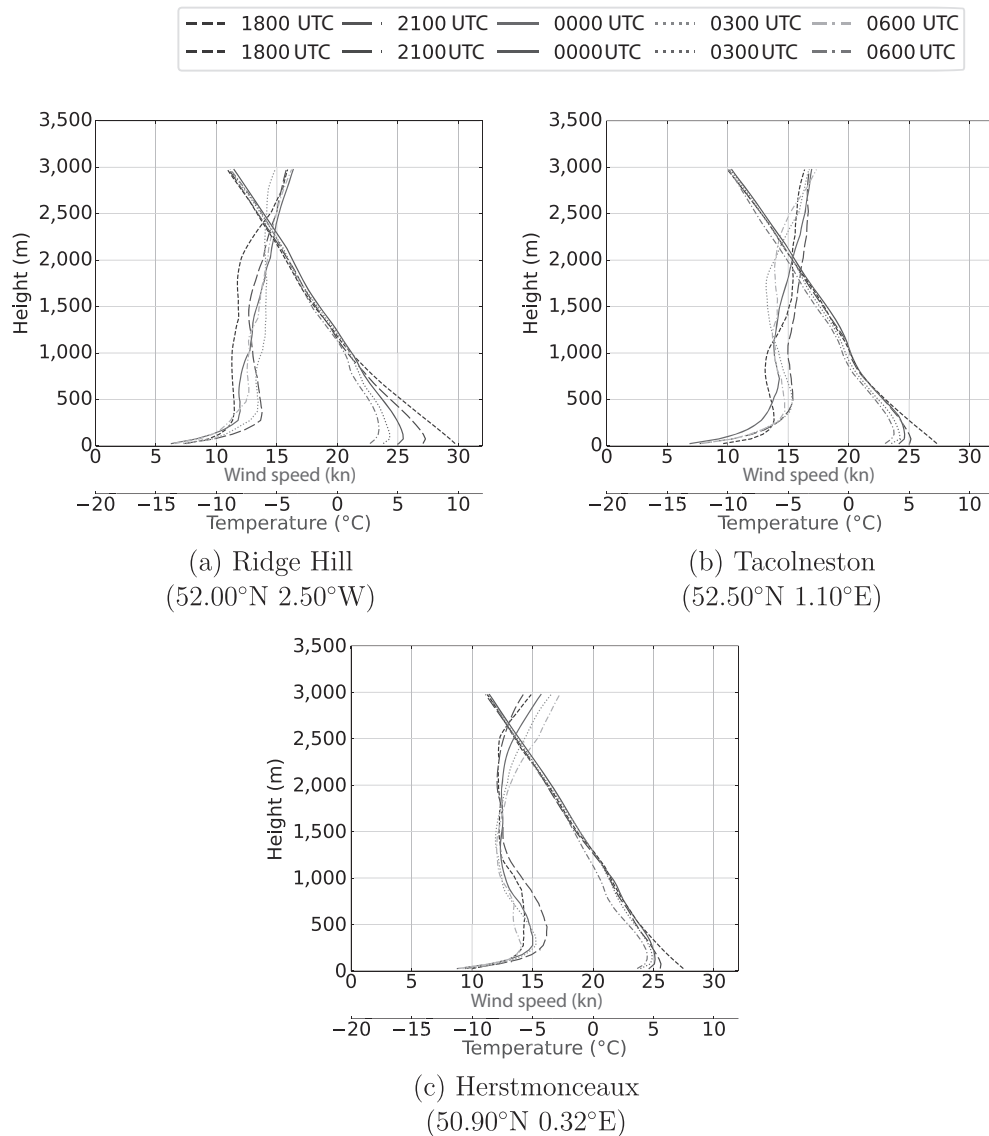 1800 UTC 2100 UTC 0000 UTC 0300 UTC 0600 UTC
1800 UTC 2100UTC 0000UTC 0300UTC 0600UTC
3,500
3,000
2,500
2,000
1,500
1,000
500
0
Height (m)
0 5 10 15 20 25 30
Wind speed (kn)
−20 −15 −10 −5 0 5 10
Temperature (°C)
(a) Ridge Hill
(52.00°N 2.50°W)
3,500
3,000
2,500
2,000
1,500
1,000
500
0
Height (m)
0 5 10 15 20 25 30
Wind speed (kn)
−20 −15 −10 −5 0 5 10
Temperature (°C)
(b) Tacolneston
(52.50°N 1.10°E)
3,500
3,000
2,500
2,000
1,500
1,000
500
0
Height (m)
0 5 10 15 20 25 30
Wind speed (kn)
−20 −15 −10 −5 0 5 10
Temperature (°C)
(c) Herstmonceaux
(50.90°N 0.32°E)